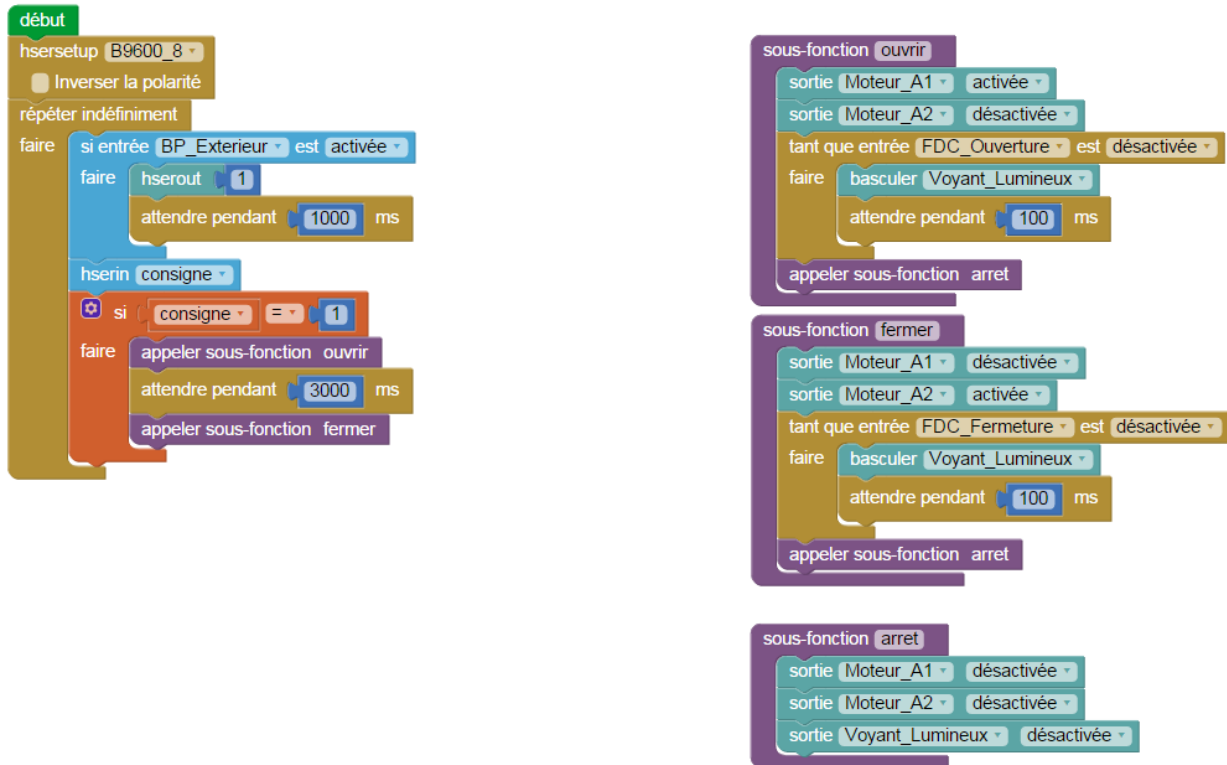 début
hsersetup B9600_8
Inverser la polarité
répéter indéfiniment
faire si entrée BP_Exterieur est activée
faire hserout 1
attendre pendant 1000 ms
hserin consigne
si consigne = 1
faire appeler sous-fonction ouvrir
attendre pendant 3000 ms
appeler sous-fonction fermer
sous-fonction ouvrir
sortie Moteur_A1 activée
sortie Moteur_A2 désactivée
tant que entrée FDC_Ouverture est désactivée
faire basculer Voyant_Lumineux
attendre pendant 100 ms
appeler sous-fonction arret
sous-fonction fermer
sortie Moteur_A1 désactivée
sortie Moteur_A2 activée
tant que entrée FDC_Fermeture est désactivée
faire basculer Voyant_Lumineux
attendre pendant 100 ms
appeler sous-fonction arret
sous-fonction arret
sortie Moteur_A1 désactivée
sortie Moteur_A2 désactivée
sortie Voyant_Lumineux désactivée